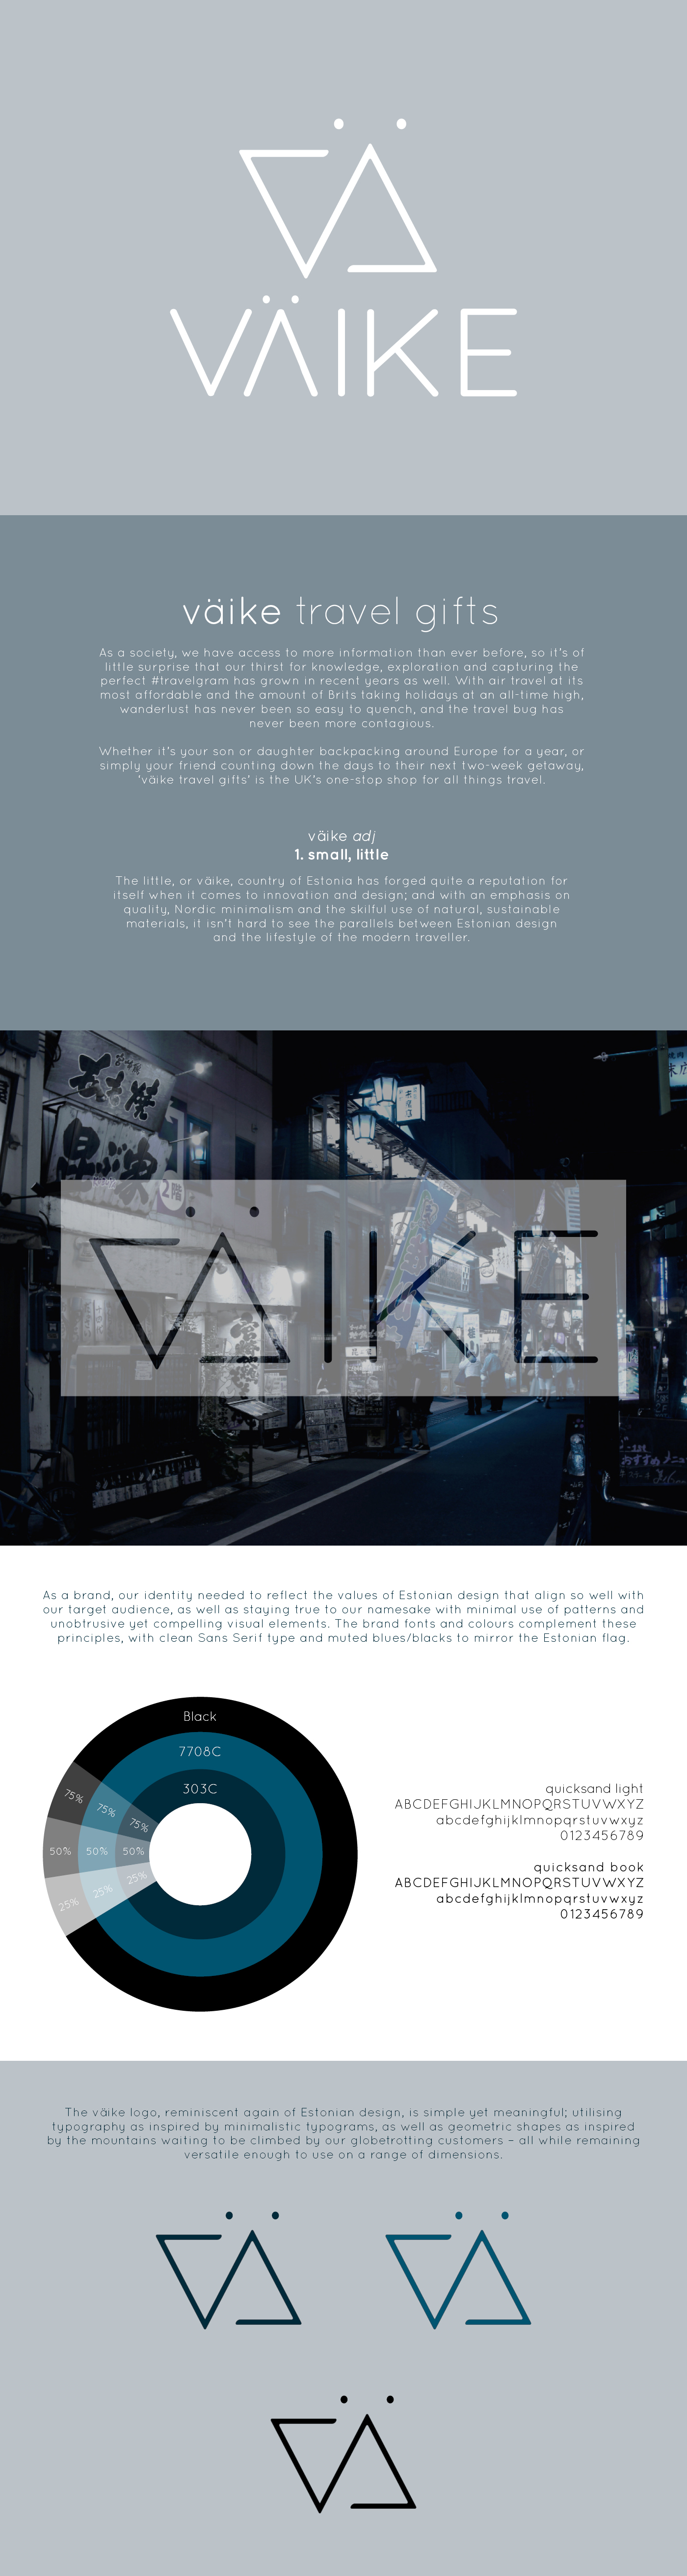 VÄ
VÄIKE
väike travel gifts
As a society, we have access to more information than ever before, so it's of
little surprise that our thirst for knowledge, exploration and capturing the
perfect #travelgram has grown in recent years as well. With air travel at its
most affordable and the amount of Brits taking holidays at an all-time high,
wanderlust has never been so easy to quench, and the travel bug has
never been more contagious.
Whether it's your son or daughter backpacking around Europe for a year, or
simply your friend counting down the days to their next two-week getaway,
'väike travel gifts' is the UK's one-stop shop for all things travel.
väike adj
1. small, little
The little, or väike, country of Estonia has forged quite a reputation for
itself when it comes to innovation and design; and with an emphasis on
quality, Nordic minimalism and the skilful use of natural, sustainable
materials, it isn't hard to see the parallels between Estonian design
and the lifestyle of the modern traveller.
2階
VÄIKE
おすすめメニュー
As a brand, our identity needed to reflect the values of Estonian design that align so well with
our target audience, as well as staying true to our namesake with minimal use of patterns and
unobtrusive yet compelling visual elements. The brand fonts and colours complement these
principles, with clean Sans Serif type and muted blues/blacks to mirror the Estonian flag.
Black
7708C
303C
75%
75%
75%
50%
50%
50%
25%
25%
25%
quicksand light
ABCDEFGHIJKLMNOPQRSTUVWXYZ
abcdefghijklmnopqrstuvwxyz
0123456789
quicksand book
ABCDEFGHIJKLMNOPQRSTUVWXYZ
abcdefghijklmnopqrstuvwxyz
0123456789
The väike logo, reminiscent again of Estonian design, is simple yet meaningful; utilising
typography as inspired by minimalistic typograms, as well as geometric shapes as inspired
by the mountains waiting to be climbed by our globetrotting customers – all while remaining
versatile enough to use on a range of dimensions.
VÄ
VÄ
VÄ